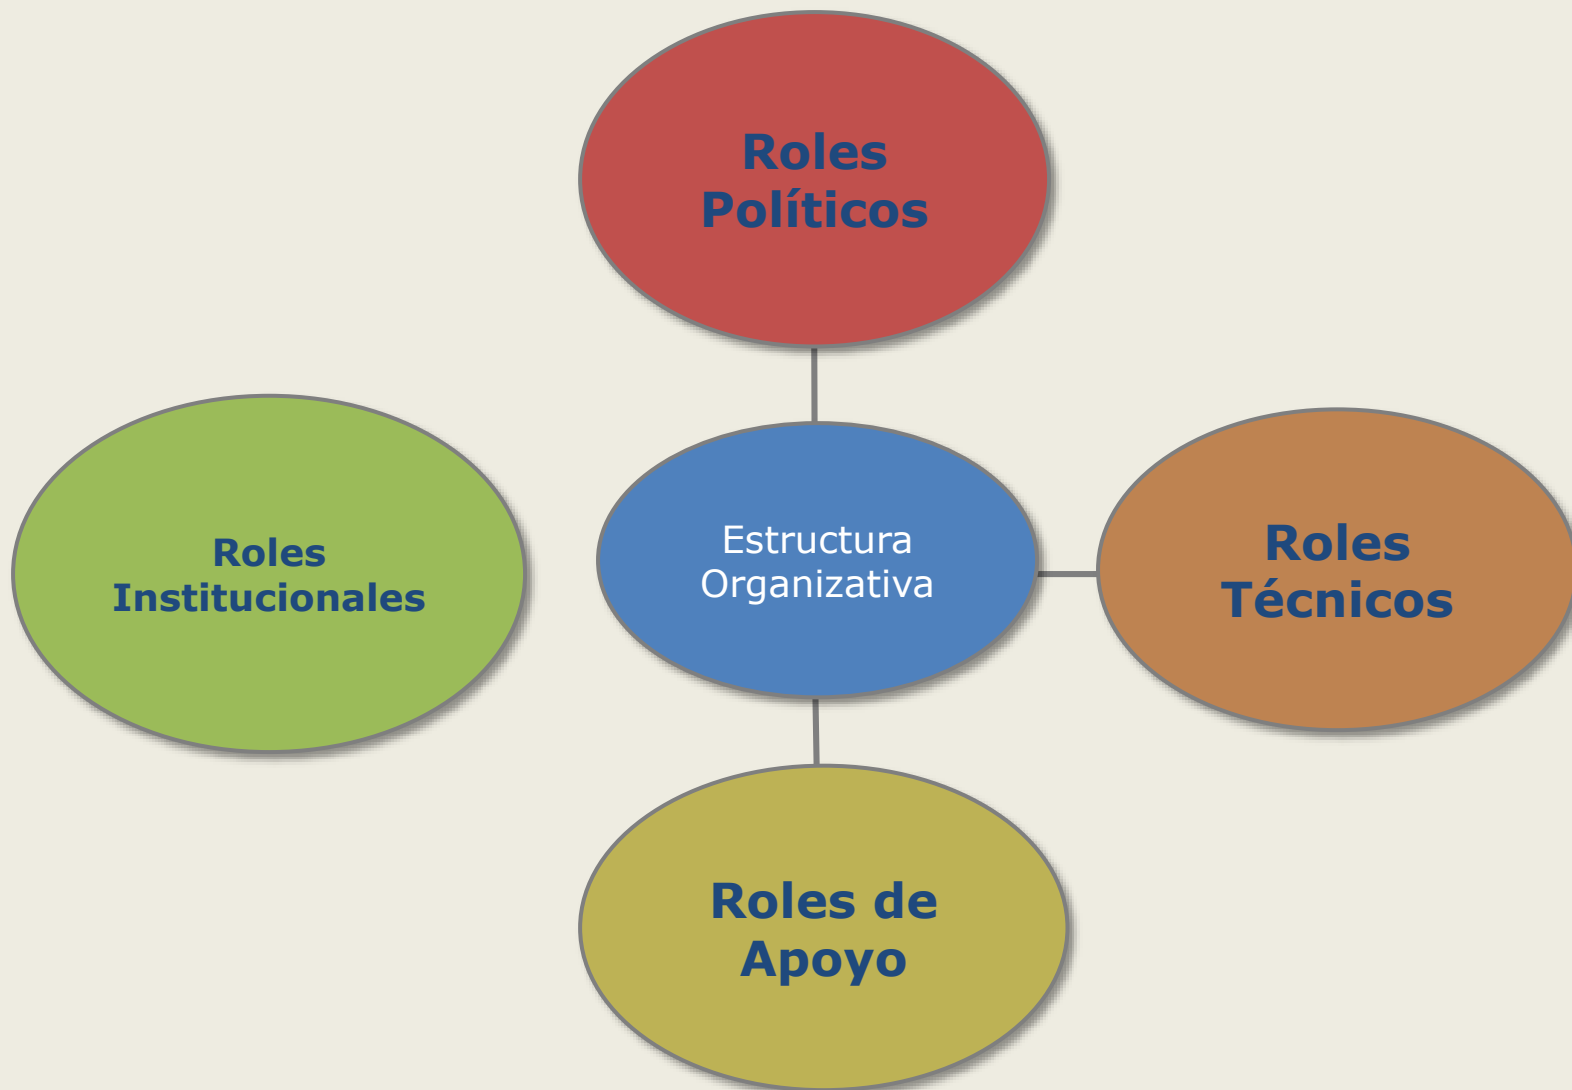 Roles
Políticos
Roles
Institucionales
Estructura
Organizativa
Roles
Técnicos
Roles de
Apoyo